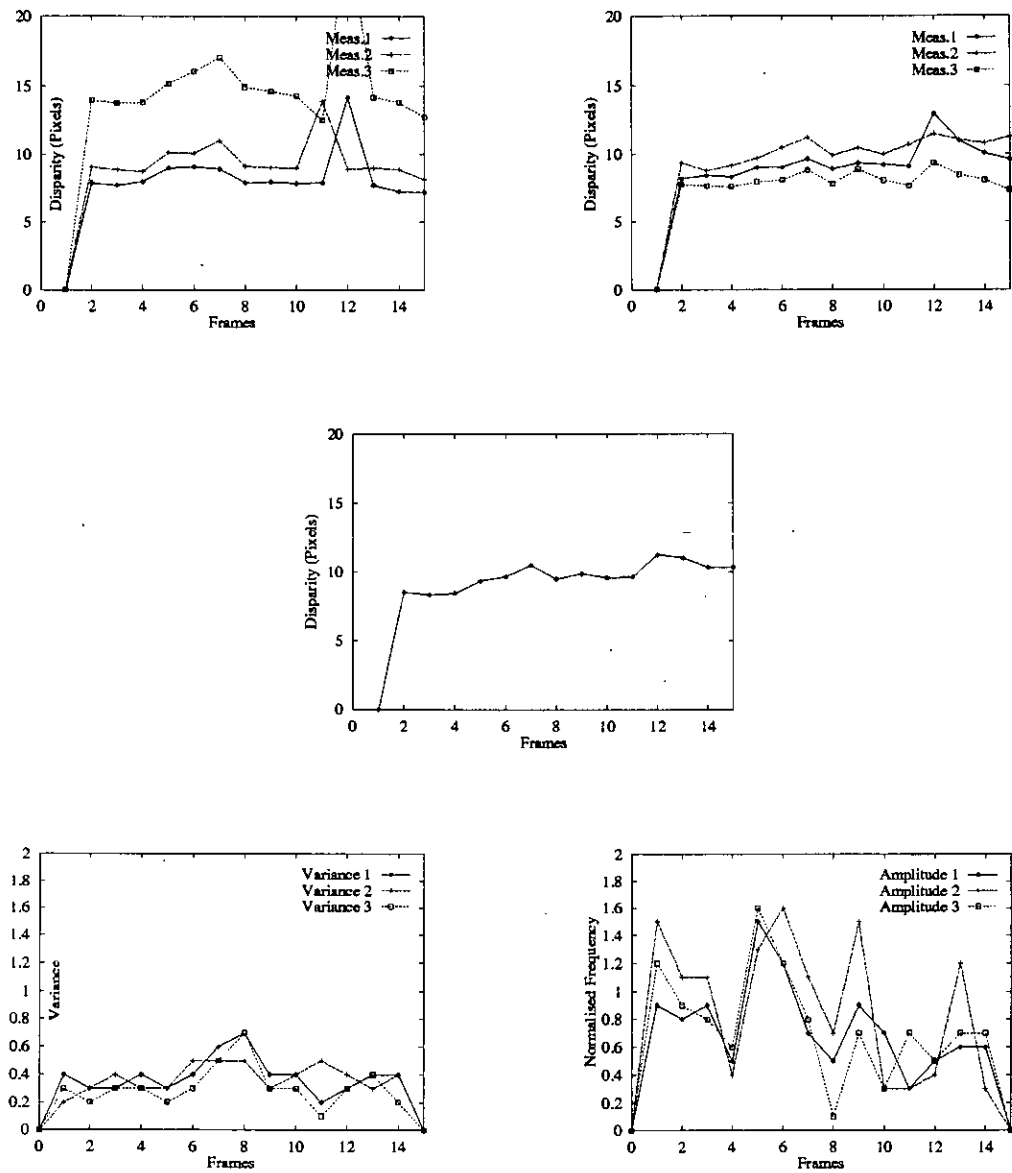 20
15
10
5
0
Disparity (Pixels)
Meas.1
Meas.2
Meas.3
0 2 4 6 8 10 12 14
Frames
20
15
10
5
0
Disparity (Pixels)
Meas.1
Meas.2
Meas.3
0 2 4 6 8 10 12 14
Frames
20
15
10
5
0
Disparity (Pixels)
0 2 4 6 8 10 12 14
Frames
2
1.8
1.6
1.4
1.2
1
0.8
0.6
0.4
0.2
0
Variance
Variance 1
Variance 2
Variance 3
0 2 4 6 8 10 12 14
Frames
2
1.8
1.6
1.4
1.2
1
0.8
0.6
0.4
0.2
0
Normalised Frequency
Amplitude 1
Amplitude 2
Amplitude 3
0 2 4 6 8 10 12 14
Frames